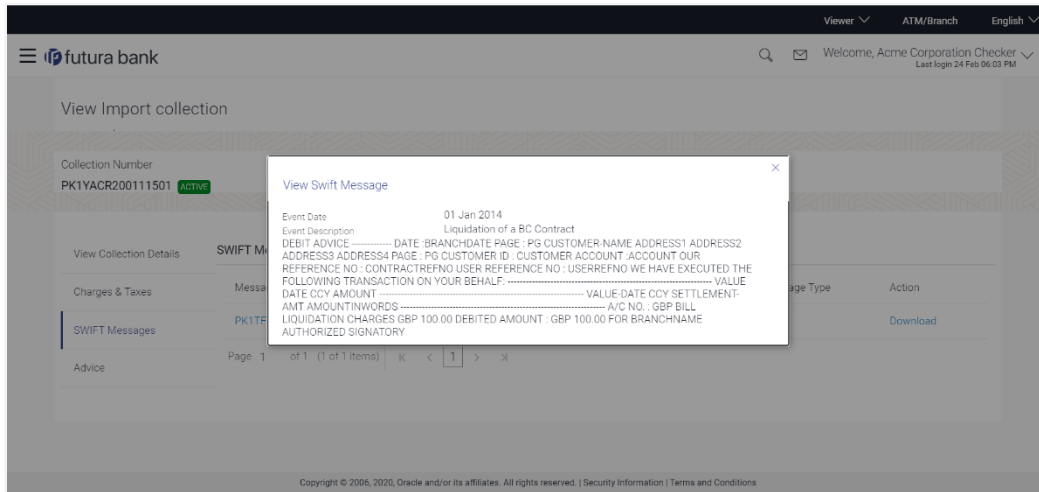 Viewer ATM/Branch English
futura bank
Welcome, Acme Corporation Checker
Last login 24 Feb 06:03 PM
View Import collection
Collection Number
PK1YACR200111501 ACTIVE
View Swift Message
Event Date 01 Jan 2014
Event Description Liquidation of a BC Contract
DEBIT ADVICE ------------ DATE :BRANCHDATE PAGE : PG CUSTOMER-NAME ADDRESS1 ADDRESS2
ADDRESS3 ADDRESS4 PAGE : PG CUSTOMER ID : CUSTOMER ACCOUNT :ACCOUNT OUR
REFERENCE NO : CONTRACTREFNO USER REFERENCE NO : USERREFNO WE HAVE EXECUTED THE
FOLLOWING TRANSACTION ON YOUR BEHALF: ---------------------------------------------------------------- VALUE
DATE CCY AMOUNT ---------------------------------------------------------------- VALUE-DATE CCY SETTLEMENT-
AMT AMOUNTINWORDS ---------------------------------------------------------------- A/C NO. : GBP BILL
LIQUIDATION CHARGES GBP 100.00 DEBITED AMOUNT : GBP 100.00 FOR BRANCHNAME
AUTHORIZED SIGNATORY
View Collection Details
Charges & Taxes
SWIFT Messages
Advice
SWIFT
Action
Type
Download
Page 1 of 1 (1 of 1 items) 1
Copyright © 2006, 2020, Oracle and/or its affiliates. All rights reserved. | Security Information | Terms and Conditions